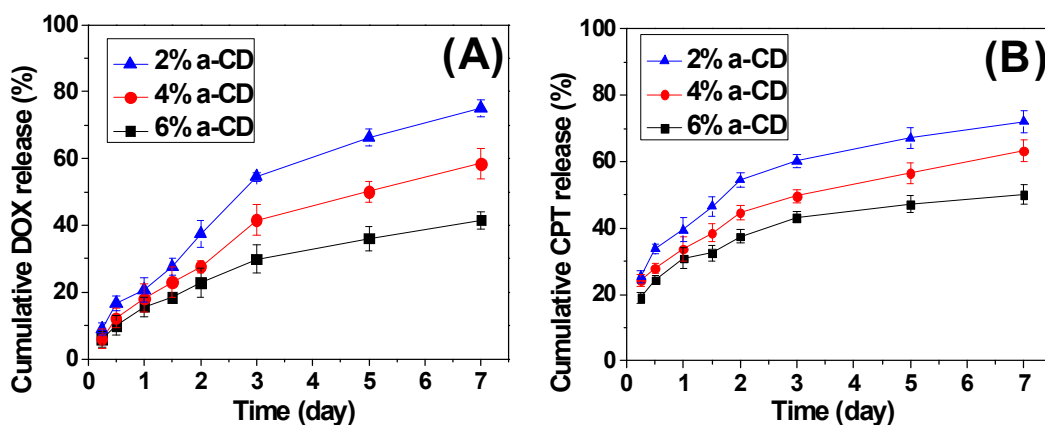 (A)
2% a-CD
4% a-CD
6% a-CD
Cumulative DOX release (%)
100
80
60
40
20
0
0 1 2 3 4 5 6 7
Time (day)
(B)
2% a-CD
4% a-CD
6% a-CD
Cumulative CPT release (%)
100
80
60
40
20
0
0 1 2 3 4 5 6 7
Time (day)